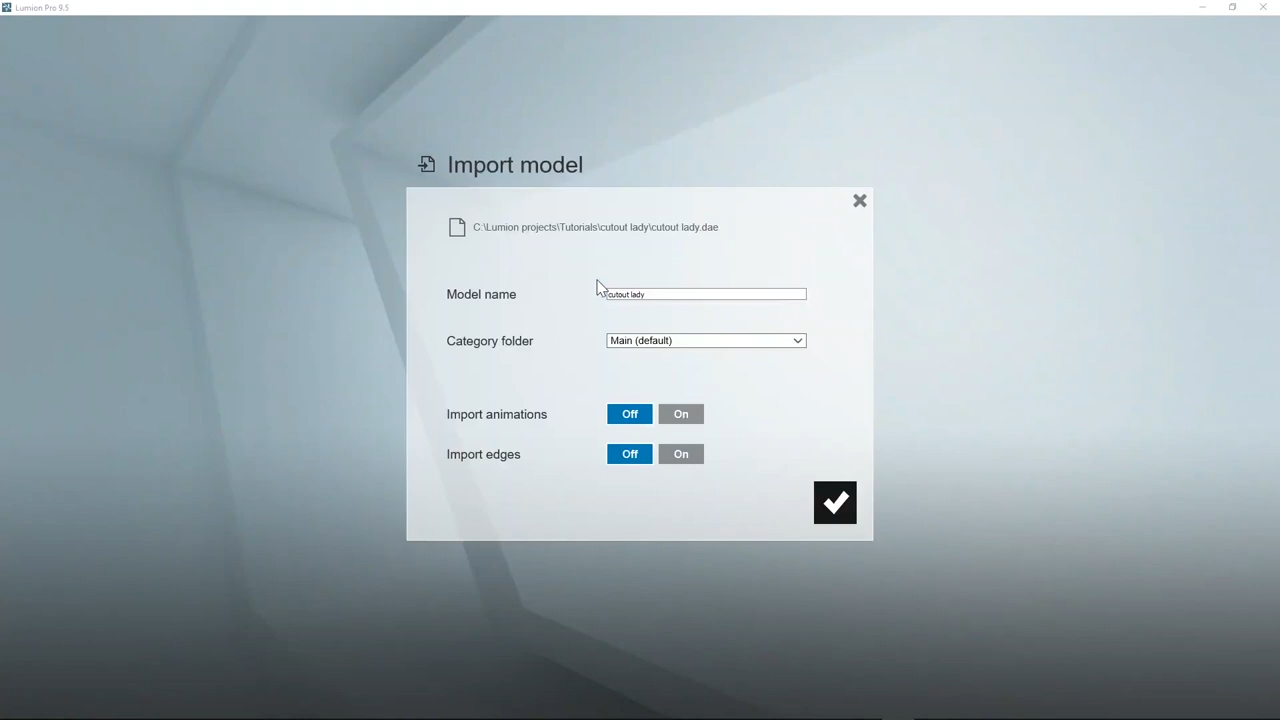 Lumion Pro 9.5
Import model
C:\Lumion projects\Tutorials\cutout lady\cutout lady.dae
Model name
cutout lady
Category folder
Main (default)
Import animations
Off On
Import edges
Off On